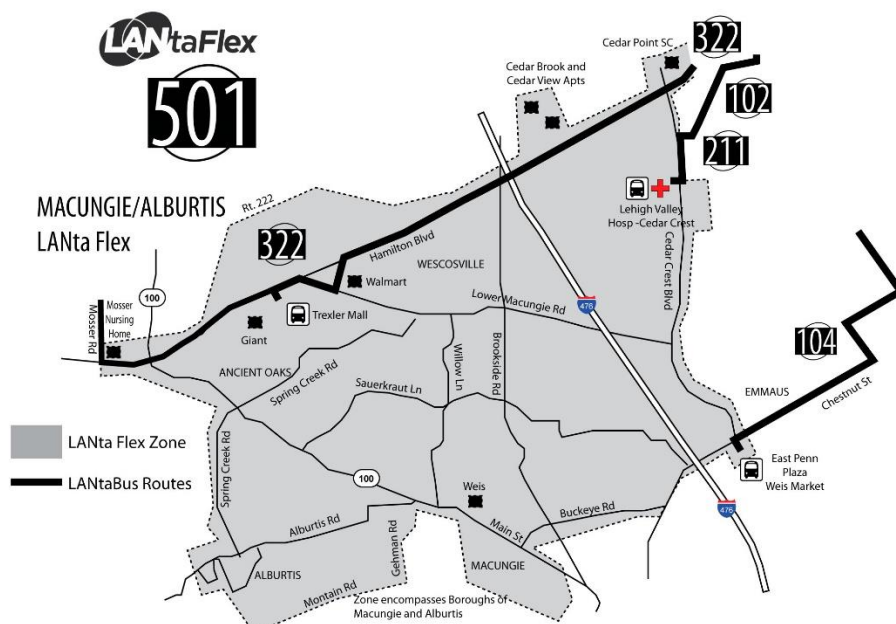 LANtaFlex
501
MACUNGIE/ALBURTIS
LANta Flex
Cedar Point SC
322
Cedar Brook and
Cedar View Apts
102
211
Lehigh Valley
Hosp -Cedar Crest
Rt. 222
322
Hamilton Blvd
WESCOSVILLE
Cedar Crest Blvd
100
Walmart
Lower Macungie Rd
476
Mosser Rd
Mosser
Nursing
Home
Trexler Mall
Giant
104
ANCIENT OAKS
Spring Creek Rd
Willow Ln
Brookside Rd
Sauerkraut Ln
EMMAUS
Chestnut St
LANta Flex Zone
LANtaBus Routes
Spring Creek Rd
100
Weis
East Penn
Plaza
Weis Market
476
Alburtis Rd
Gehman Rd
Main St
Buckeye Rd
ALBURTIS
Montain Rd
MACUNGIE
Zone encompasses Boroughs of
Macungie and Alburtis